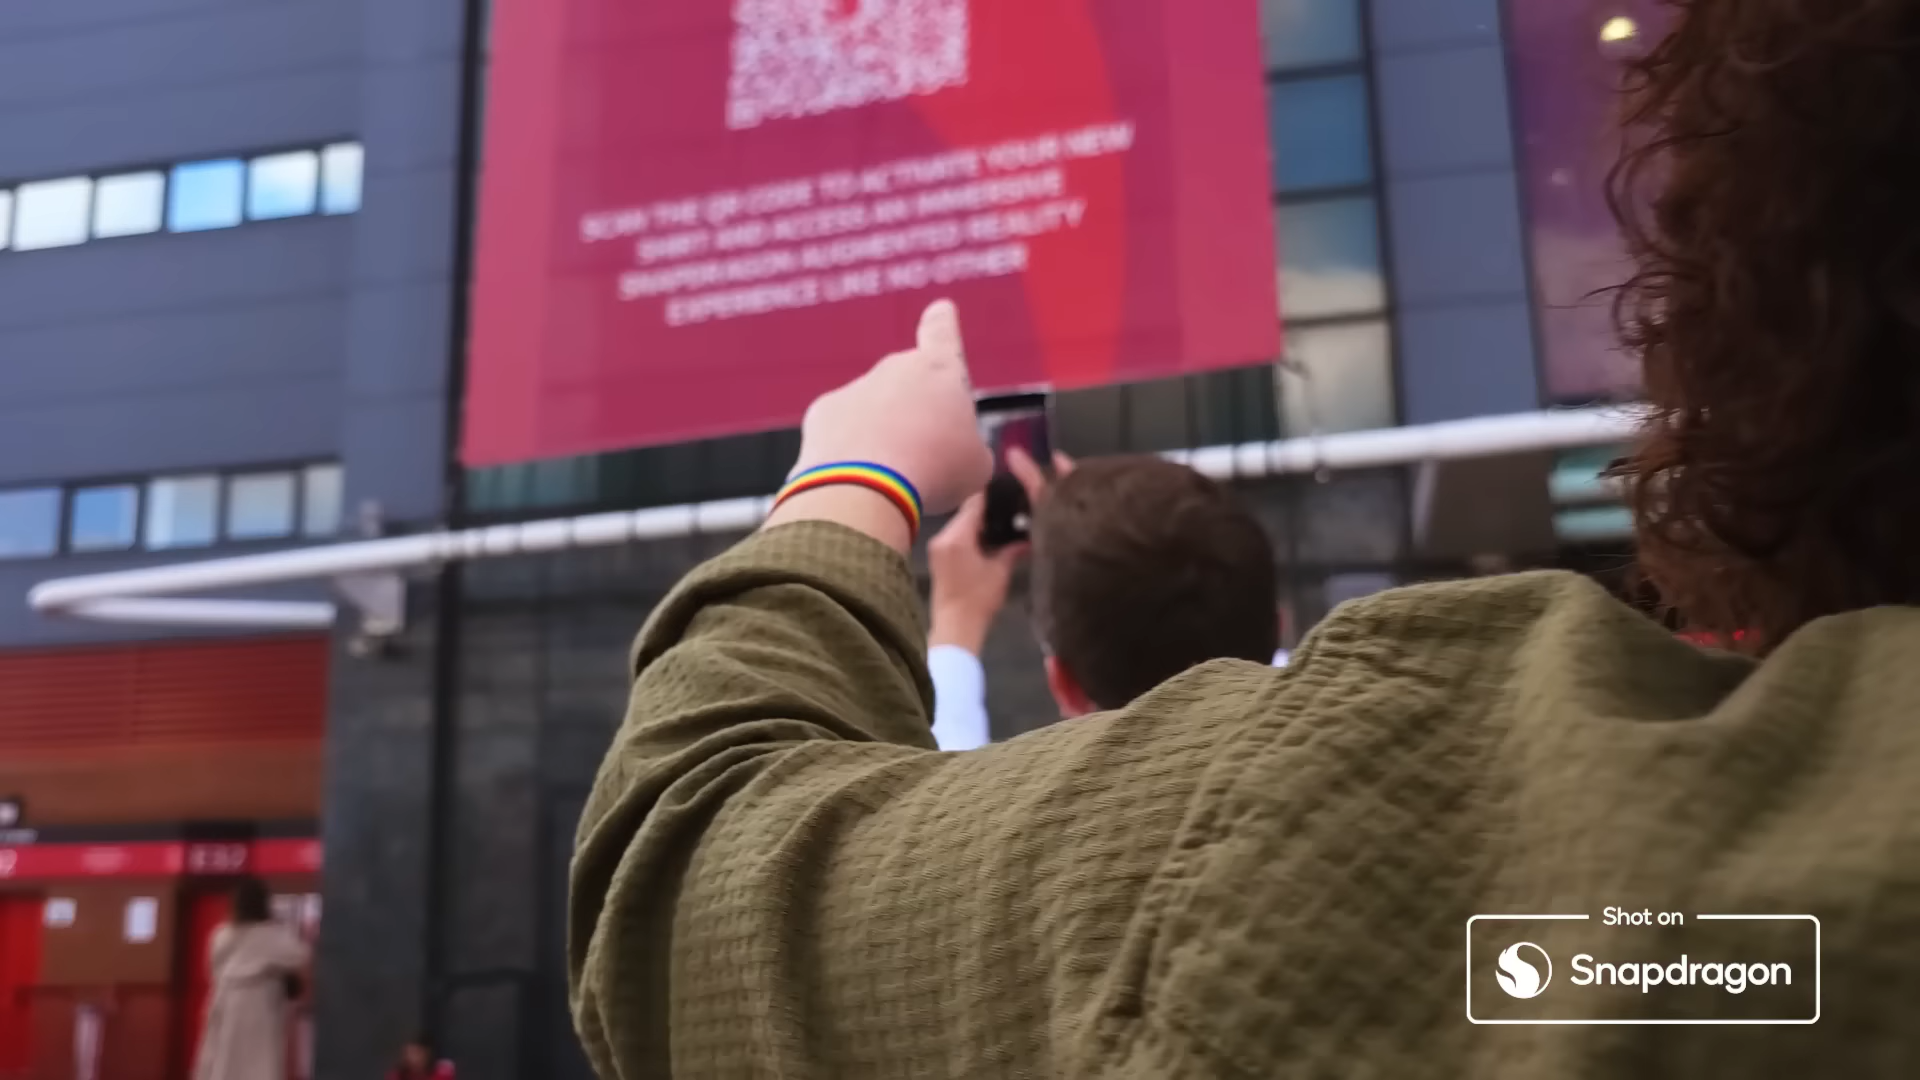 SCAN THE QR CODE TO ACTIVATE YOUR NEW
SHIRT AND ACCESS AN IMMERSIVE
SNAPDRAGON AUGMENTED REALITY
EXPERIENCE LIKE NO OTHER
E32
Shot on
Snapdragon